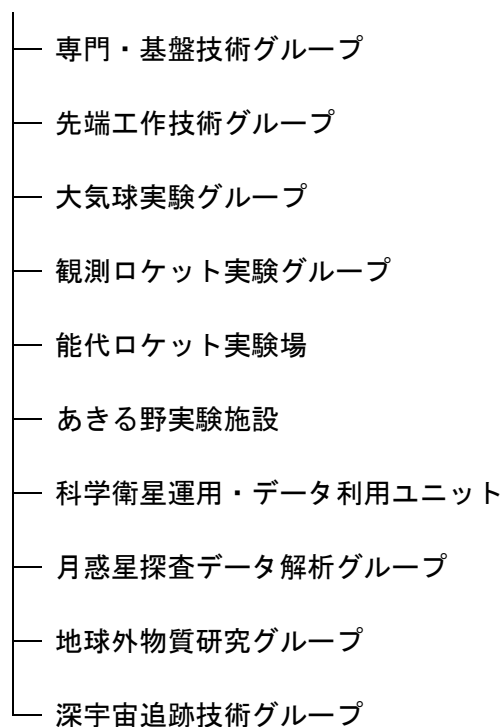 専門・基盤技術グループ
先端工作技術グループ
大気球実験グループ
観測ロケット実験グループ
能代ロケット実験場
あきる野実験施設
科学衛星運用・データ利用ユニット
月惑星探査データ解析グループ
地球外物質研究グループ
深宇宙追跡技術グループ